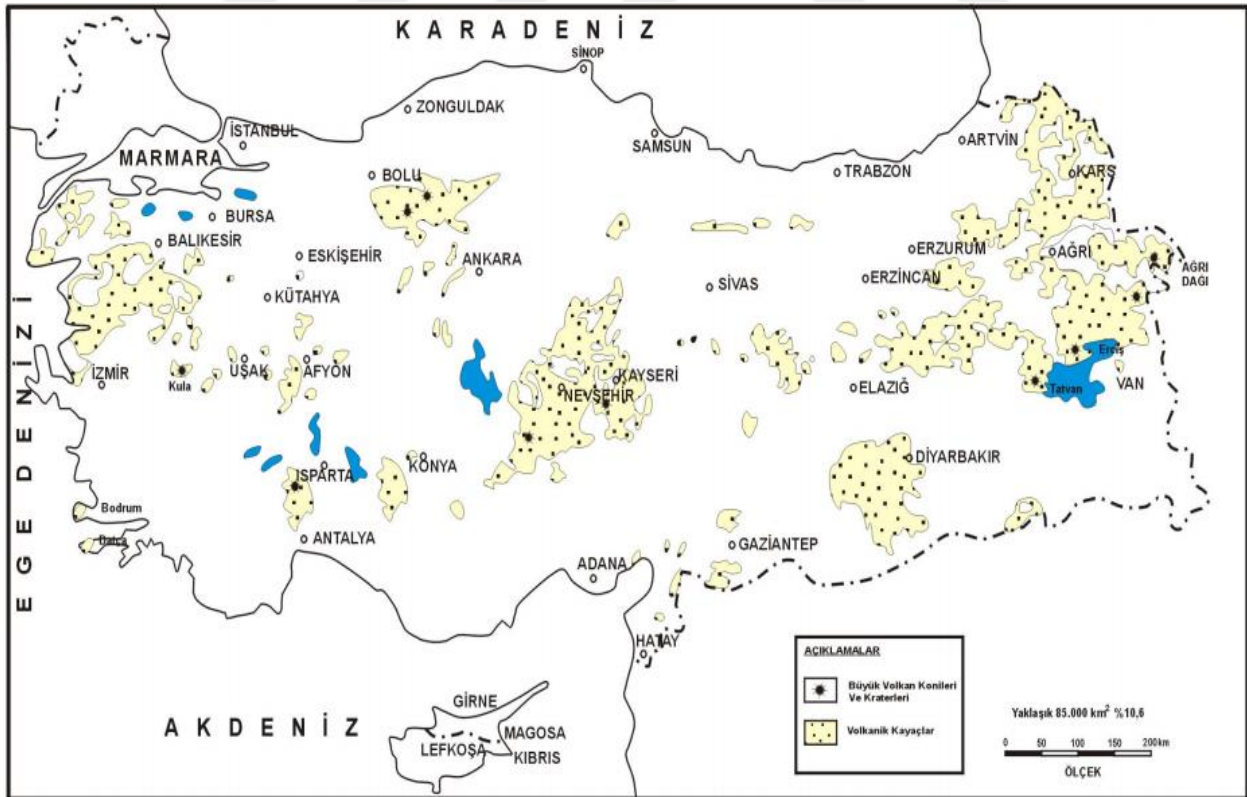 KARADENİZ
SİNOP
ZONGULDAK
İSTANBUL
MARMARA
SAMSUN
ARTVİN
BOLU
TRABZON
KARS
BURSA
BALIKESİR
ESKİŞEHİR
ANKARA
ERZURUM
AĞRI
AĞRI
DAĞI
KÜTAHYA
SİVAS
ERZİNCAN
EGE DENİZİ
İZMİR
Kula
UŞAK
AFYON
KAYSERİ
NEVŞEHİR
ELAZIĞ
Erciş
Tatvan
VAN
ISPARTA
KONYA
DİYARBAKIR
Bodrum
Datça
ANTALYA
ADANA
GAZİANTEP
HATAY
AKDENİZ
GİRNE
MAGOSA
LEFKOŞA
KIBRIS
AÇIKLAMALAR
Büyük Volkan Konileri
Ve Kraterleri
Volkanik Kayaçlar
Yaklaşık 85.000 km² %10,6
0 50 100 150 200km
ÖLÇEK